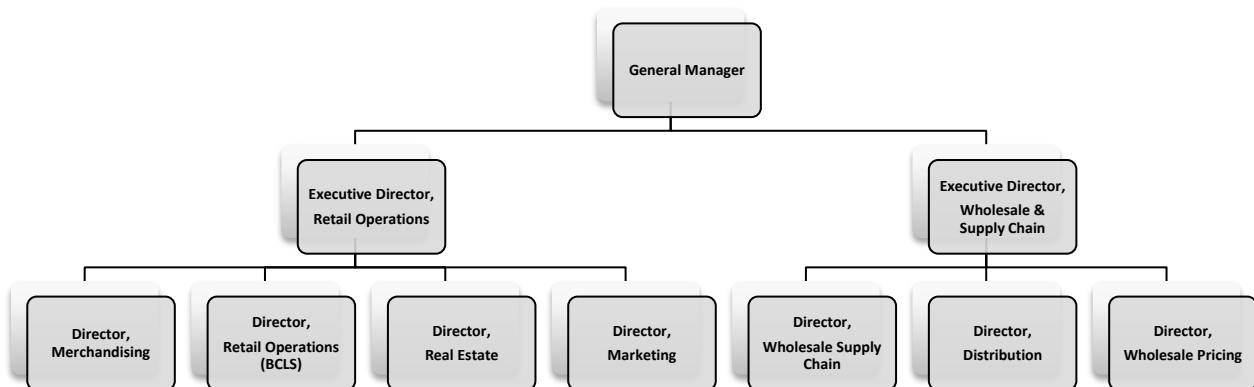 General Manager
Executive Director,
Retail Operations
Executive Director,
Wholesale &
Supply Chain
Director,
Merchandising
Director,
Retail Operations
(BCLS)
Director,
Real Estate
Director,
Marketing
Director,
Wholesale Supply
Chain
Director,
Distribution
Director,
Wholesale Pricing